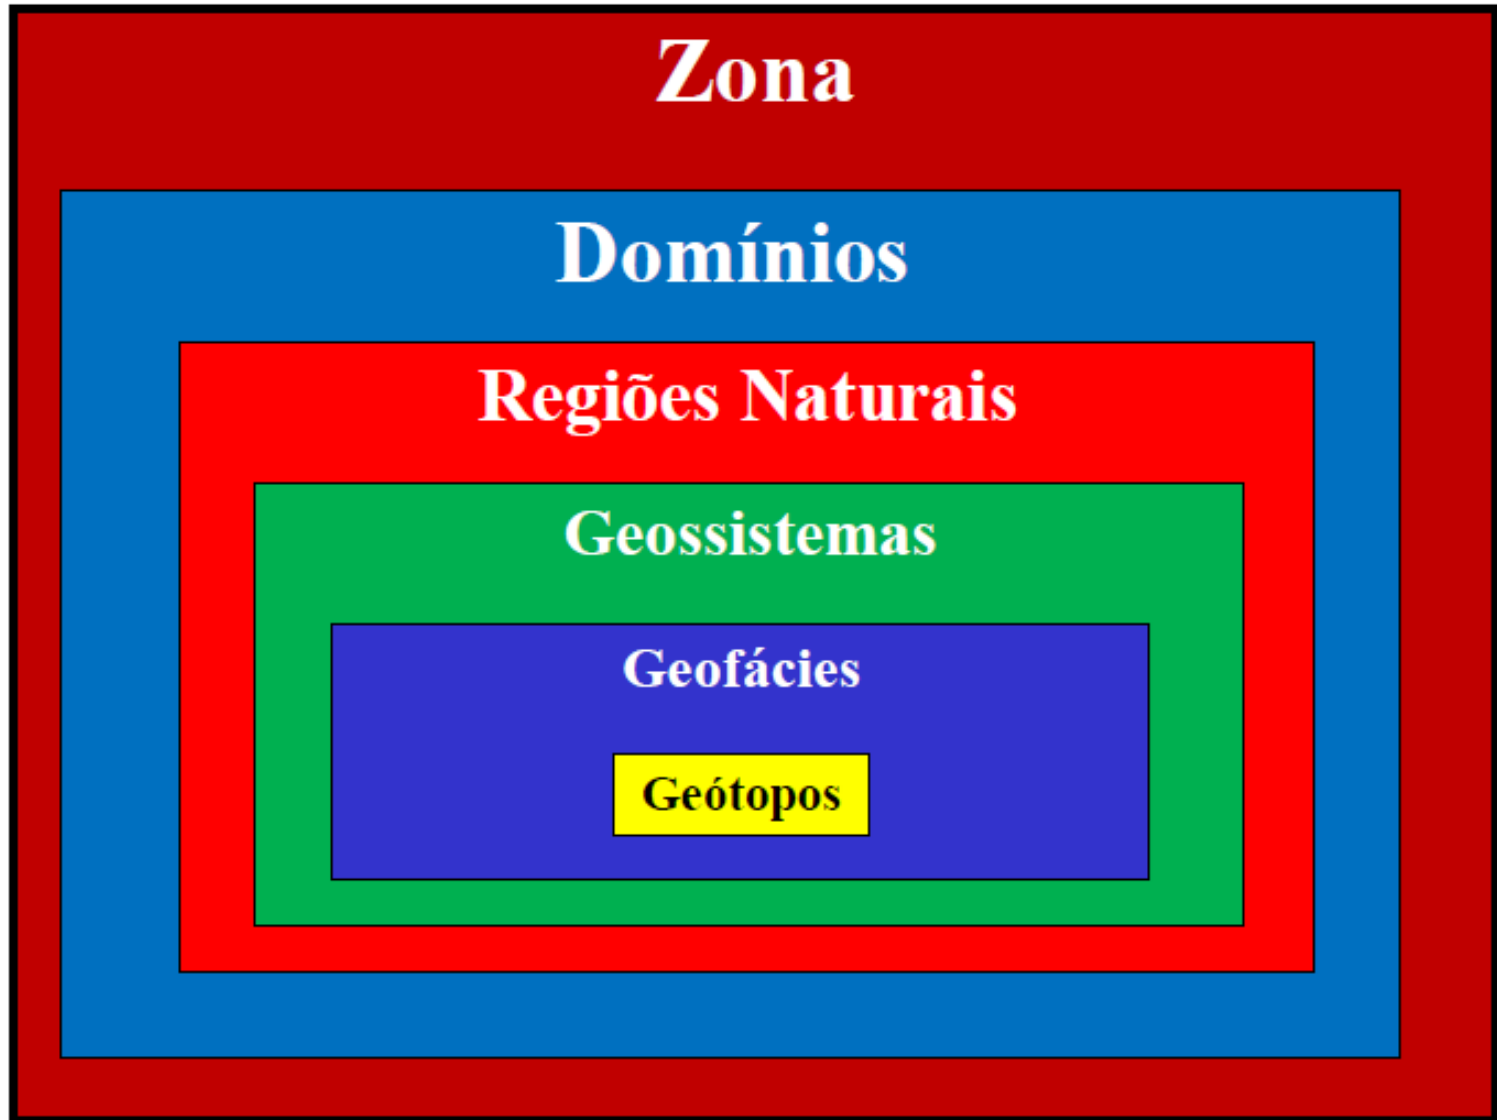 Zona
Domínios
Regiões Naturais
Geossistemas
Geofácies
Geótopos